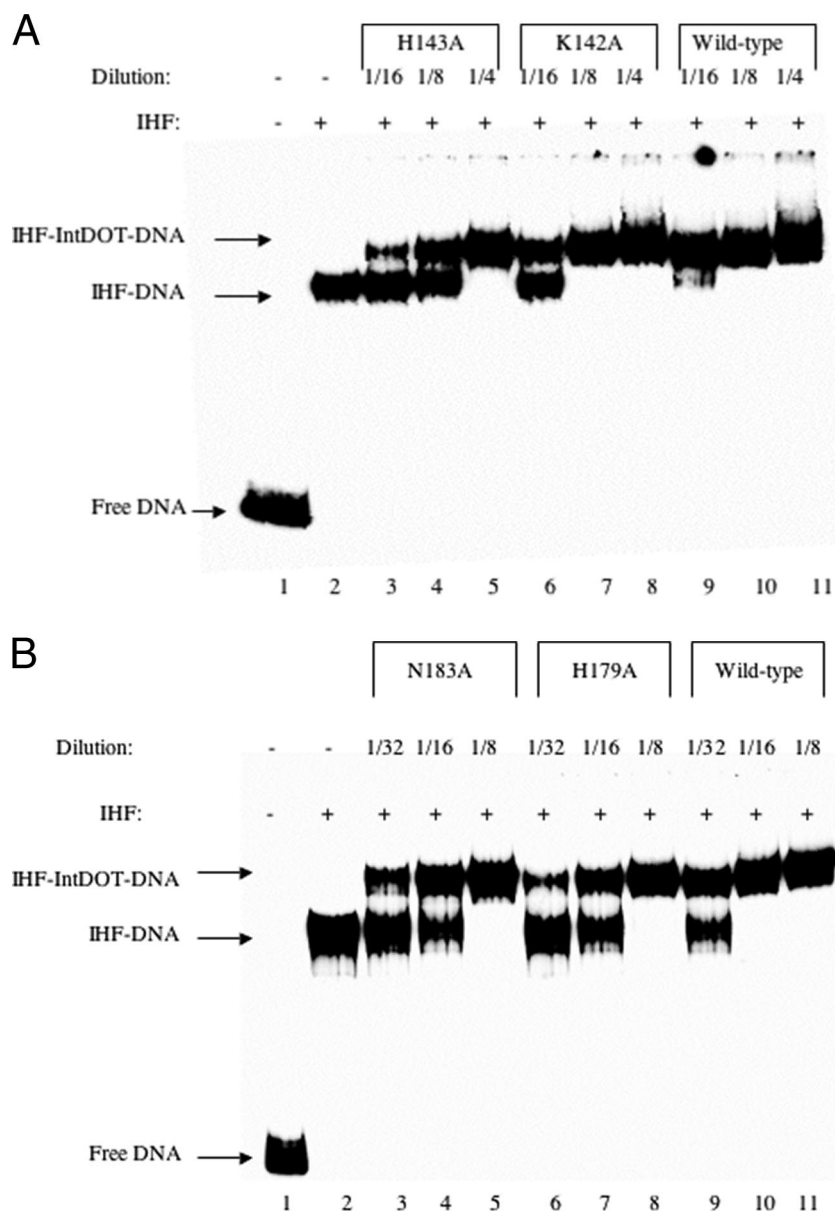 A
H143A K142A Wild-type
Dilution: - - 1/16 1/8 1/4 1/16 1/8 1/4 1/16 1/8 1/4
IHF: - + + + + + + + + + +
IHF-IntDOT-DNA
IHF-DNA
Free DNA
1 2 3 4 5 6 7 8 9 10 11
B
N183A H179A Wild-type
Dilution: - - 1/32 1/16 1/8 1/32 1/16 1/8 1/32 1/16 1/8
IHF: - + + + + + + + + + +
IHF-IntDOT-DNA
IHF-DNA
Free DNA
1 2 3 4 5 6 7 8 9 10 11